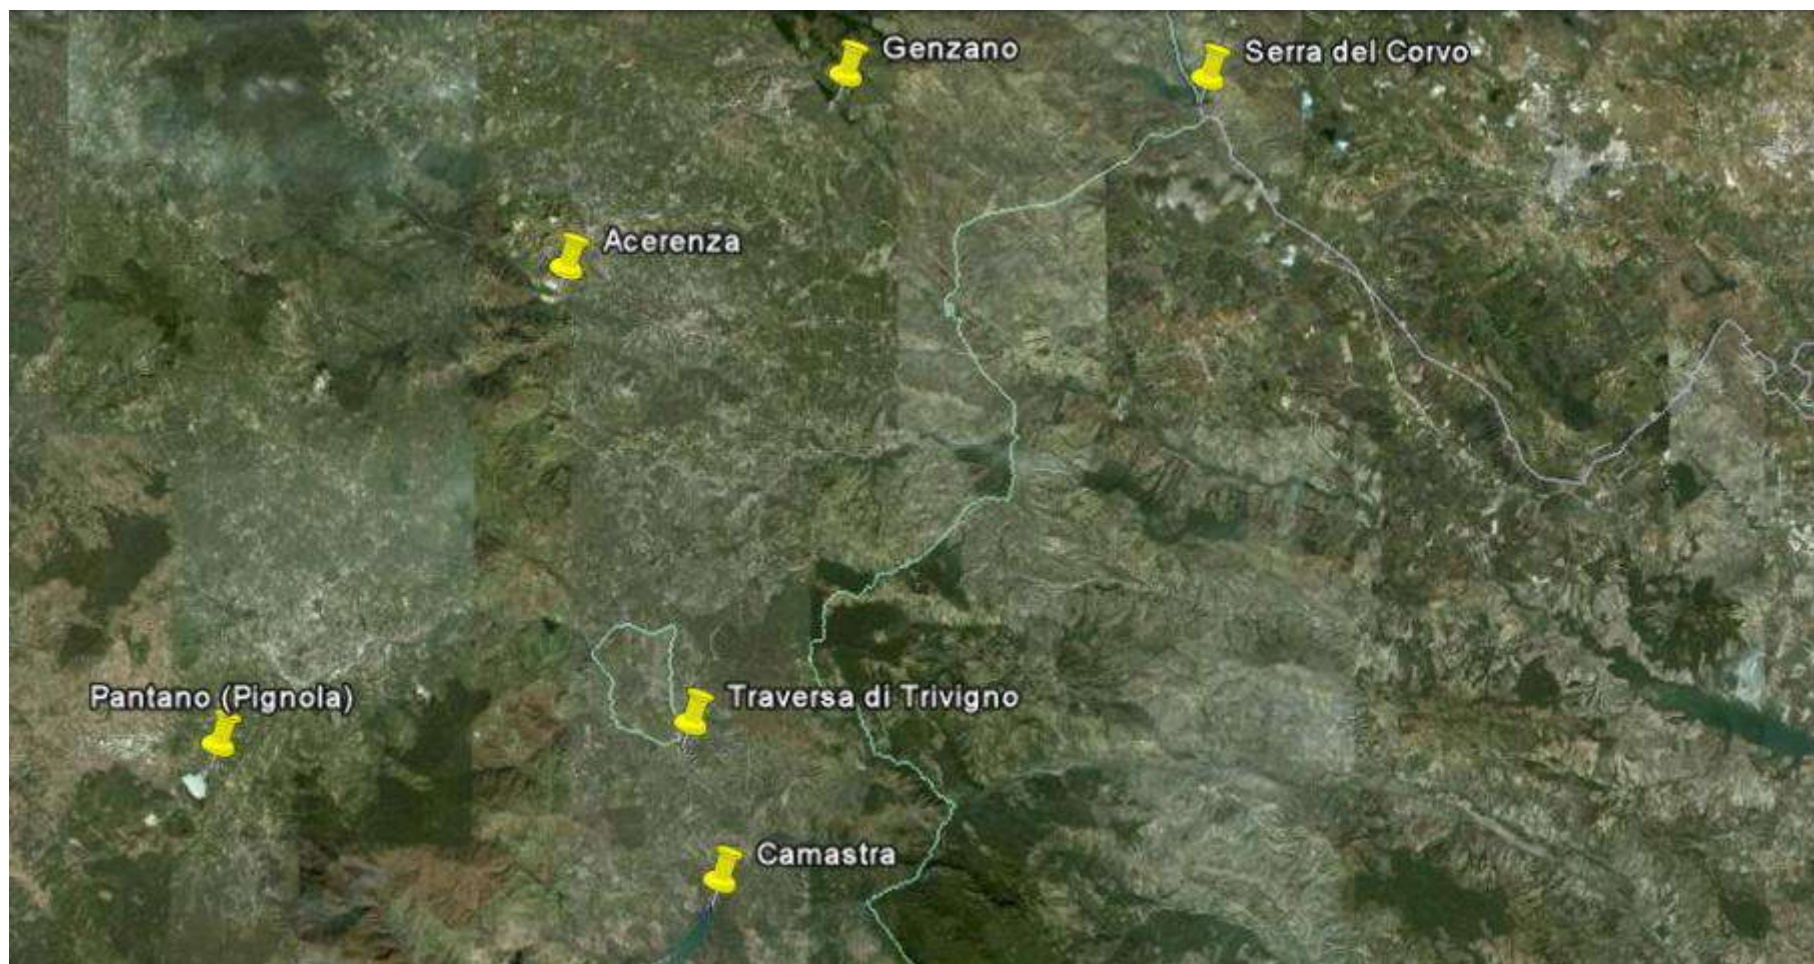 Genzano
Serra del Corvo
Acerenza
Pantano (Pignola)
Traversa di Trivigno
Camastra